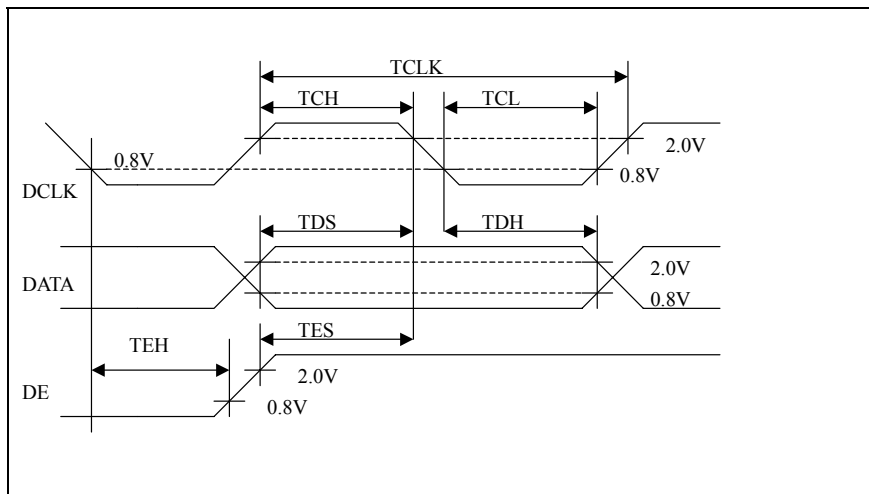 TCLK
TCH
TCL
2.0V
0.8V
0.8V
DCLK
TDS
TDH
2.0V
DATA
0.8V
TES
TEH
2.0V
DE
0.8V